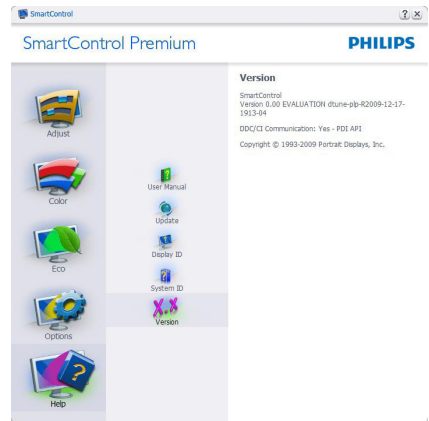 SmartControl
SmartControl Premium
PHILIPS
Adjust
Color
Eco
Options
Help
User Manual
Update
Display ID
System ID
X.X
Version
Version
SmartControl
Version 0.00 EVALUATION dtune-plp-R2009-12-17-
1913-04
DDC/CI Communication: Yes - PDI API
Copyright © 1993-2009 Portrait Displays, Inc.